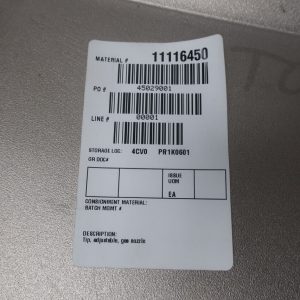 MATERIAL # 11116450
PO # 45029001
LINE # 00001
STORAGE LOC: 4CV0 PR1K0601
OR DOC#
ISSUE
UOM
EA
CONSIGNMENT MATERIAL:
BATCH MGMT #
DESCRIPTION:
Tip, adjustable, gas nozzle